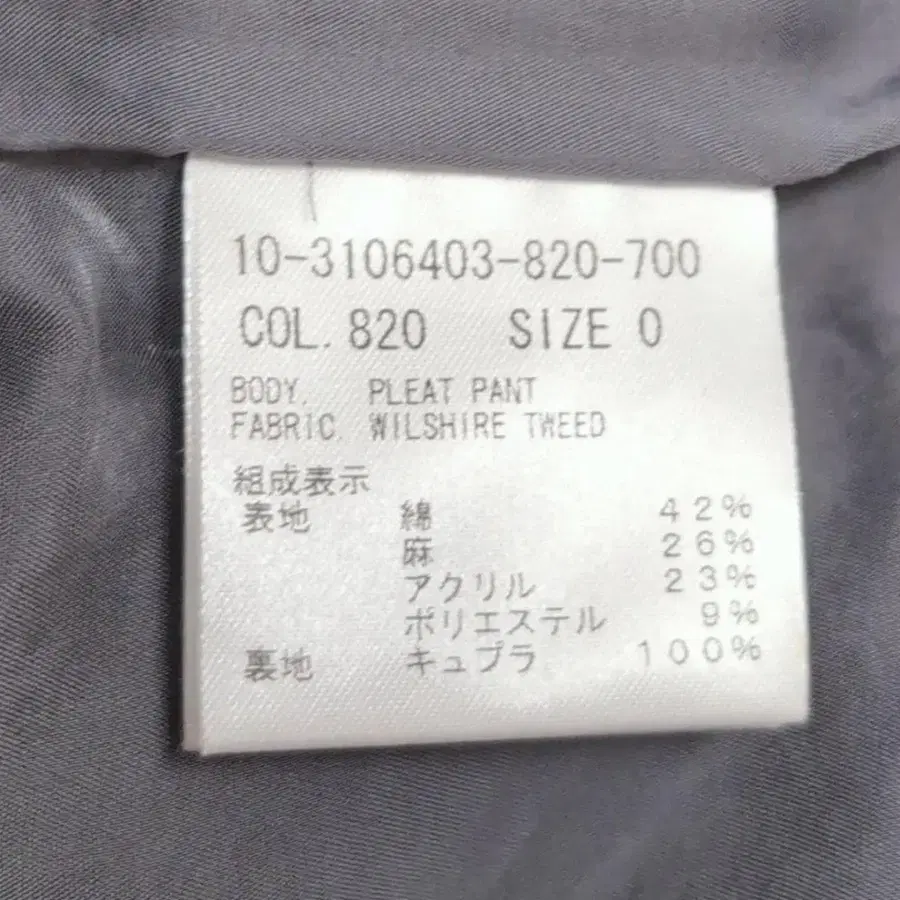 10-3106403-820-700
COL. 820 SIZE 0
BODY. PLEAT PANT
FABRIC. WILSHIRE TWEED
組成表示
表地 綿 42%
麻 26%
アクリル 23%
ポリエステル 9%
裏地 キュプラ 100%